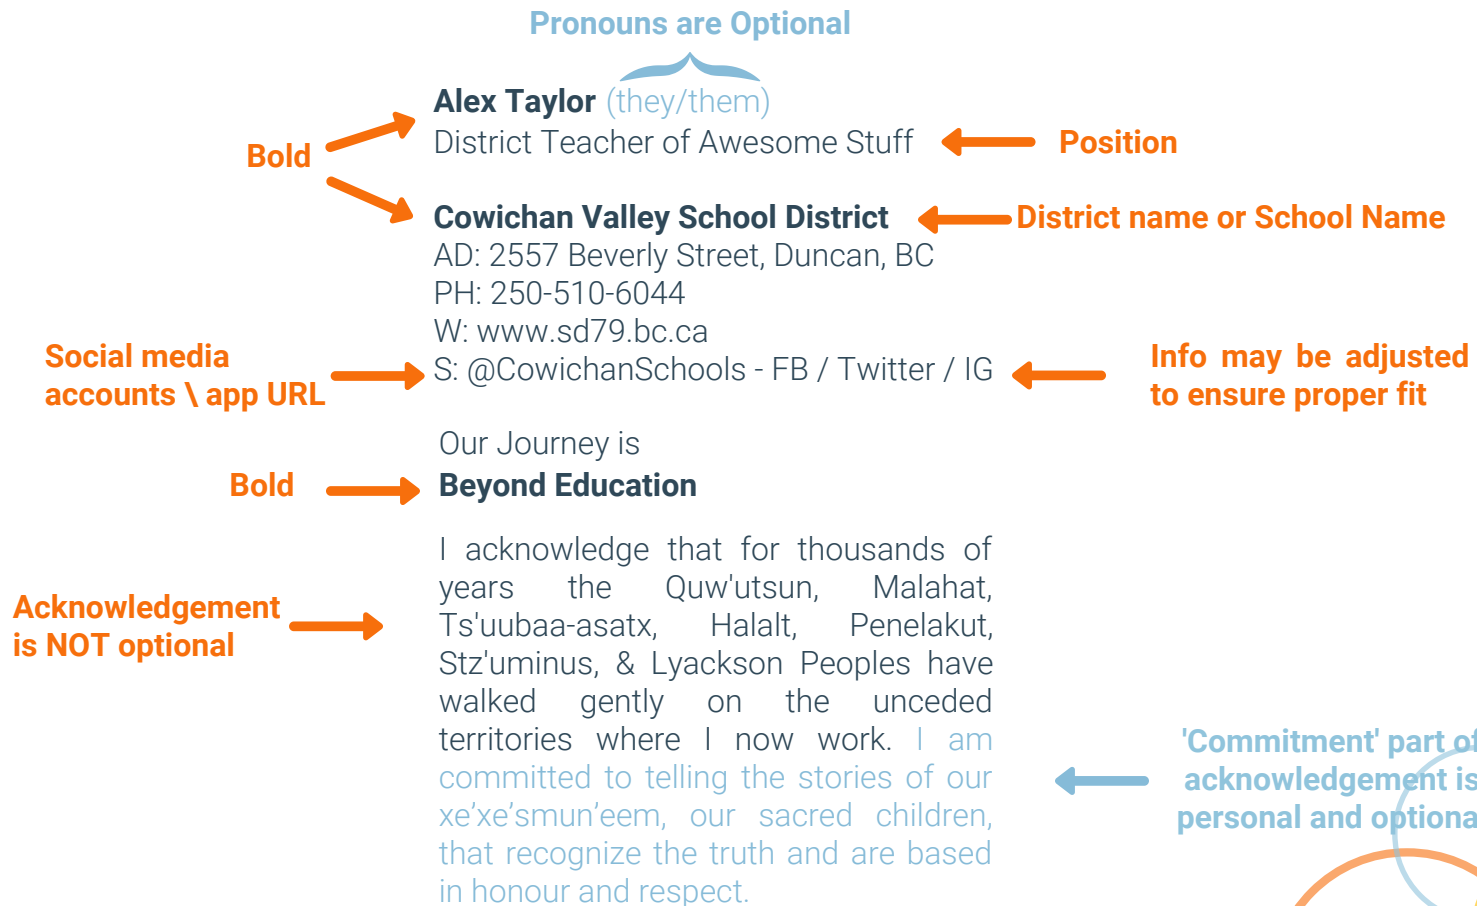 Pronouns are Optional
Alex Taylor (they/them)
Bold
District Teacher of Awesome Stuff
Position
Cowichan Valley School District
District name or School Name
AD: 2557 Beverly Street, Duncan, BC
PH: 250-510-6044
W: www.sd79.bc.ca
Social media
accounts \ app URL
S: @CowichanSchools - FB / Twitter / IG
Info may be adjusted
to ensure proper fit
Our Journey is
Bold
Beyond Education
Acknowledgement
is NOT optional
I acknowledge that for thousands of
years the Quw'utsun, Malahat,
Ts'uubaa-asatx, Halalt, Penelakut,
Stz'uminus, & Lyackson Peoples have
walked gently on the unceded
territories where I now work. I am
committed to telling the stories of our
xe’xe’smun’eem, our sacred children,
that recognize the truth and are based
in honour and respect.
'Commitment' part of
acknowledgement is
personal and optiona